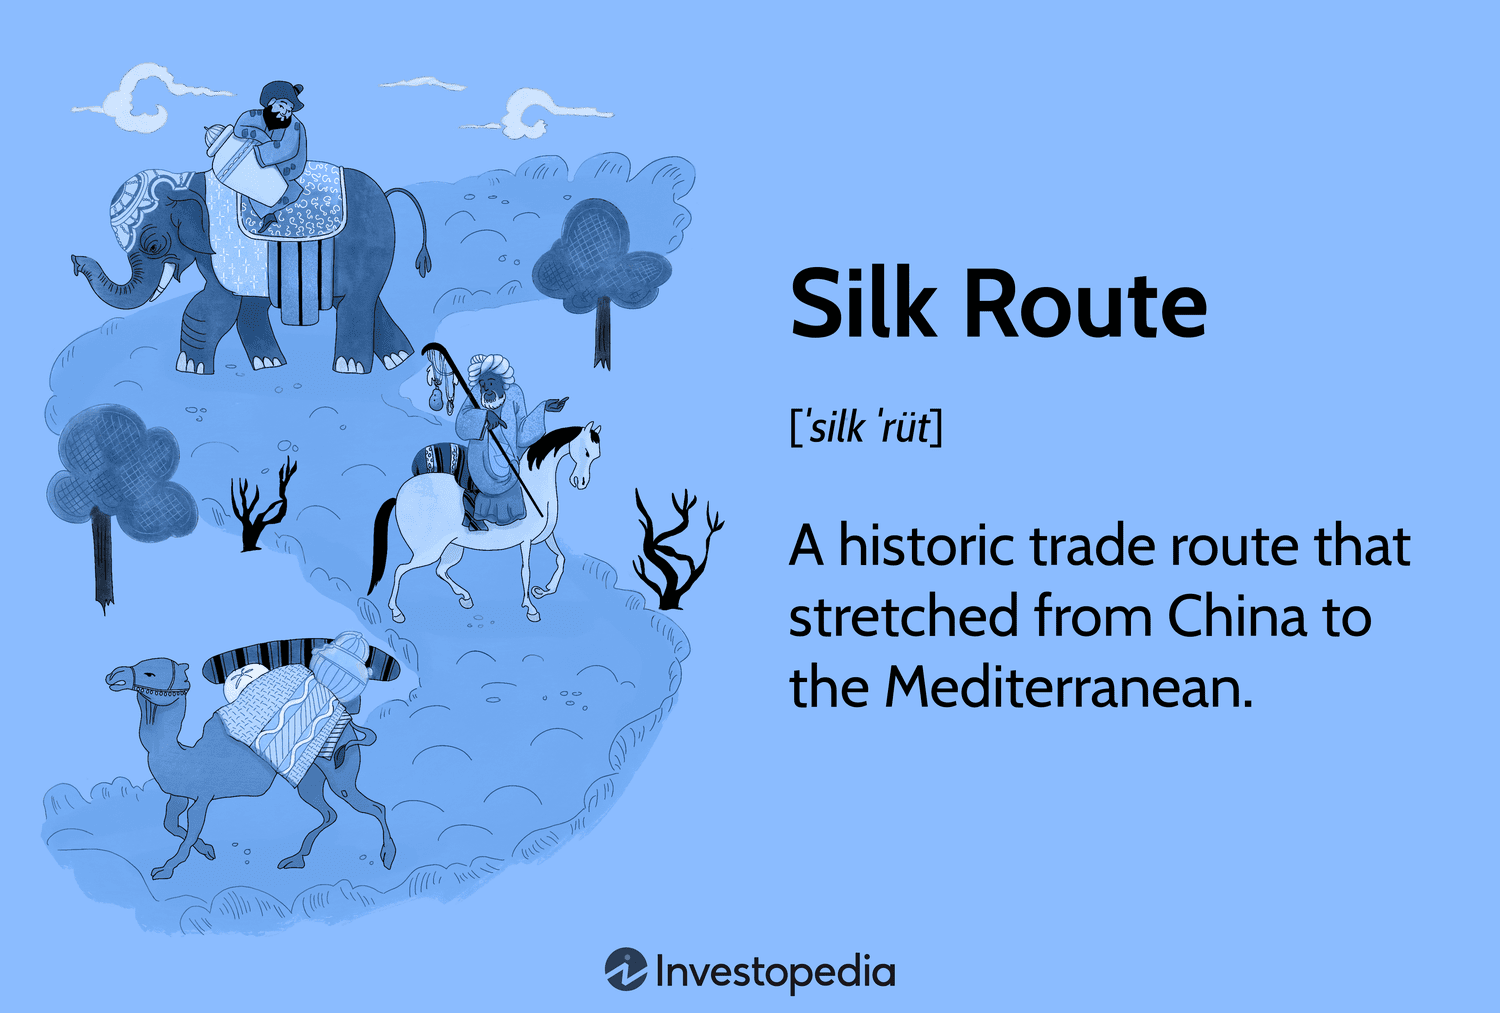 Silk Route
[ˈsilk ˈrüt]
A historic trade route that
stretched from China to
the Mediterranean.
Investopedia